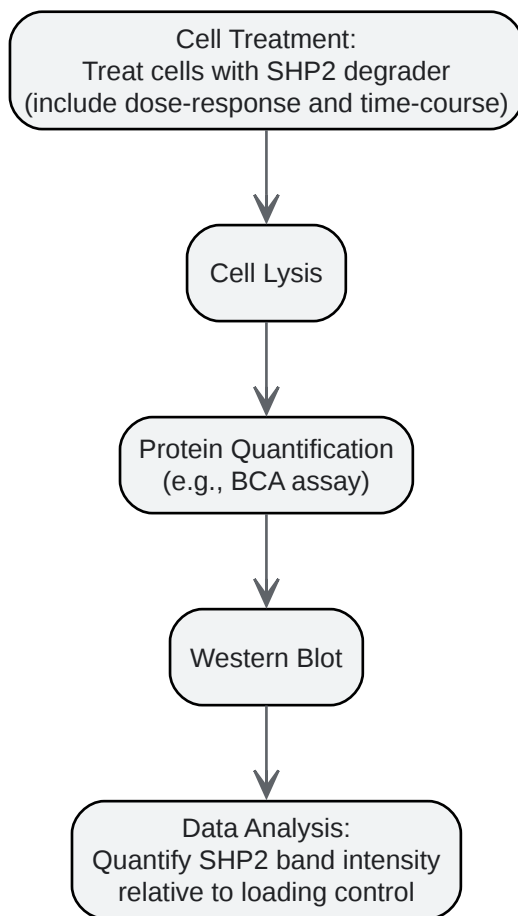 Cell Treatment:
Treat cells with SHP2 degrader
(include dose-response and time-course)
Cell Lysis
Protein Quantification
(e.g., BCA assay)
Western Blot
Data Analysis:
Quantify SHP2 band intensity
relative to loading control